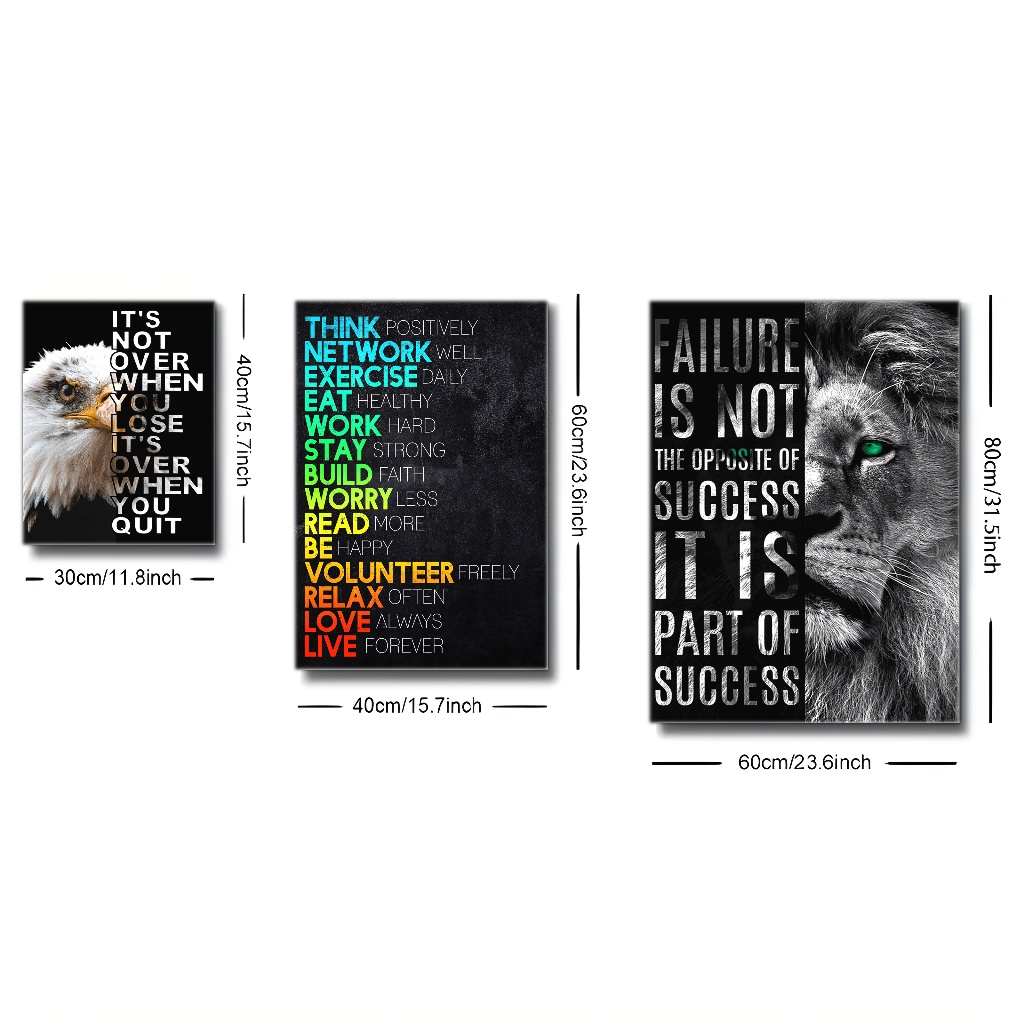 IT'S
NOT
OVER
WHEN
YOU
LOSE
IT'S
OVER
WHEN
YOU
QUIT
40cm/15.7inch
30cm/11.8inch
THINK POSITIVELY
NETWORK WELL
EXERCISE DAILY
EAT HEALTHY
WORK HARD
STAY STRONG
BUILD FAITH
WORRY LESS
READ MORE
BE HAPPY
VOLUNTEER FREELY
RELAX OFTEN
LOVE ALWAYS
LIVE FOREVER
60cm/23.6inch
40cm/15.7inch
FAILURE
IS NOT
THE OPPOSITE OF
SUCCESS
IT IS
PART OF
SUCCESS
80cm/31.5inch
60cm/23.6inch